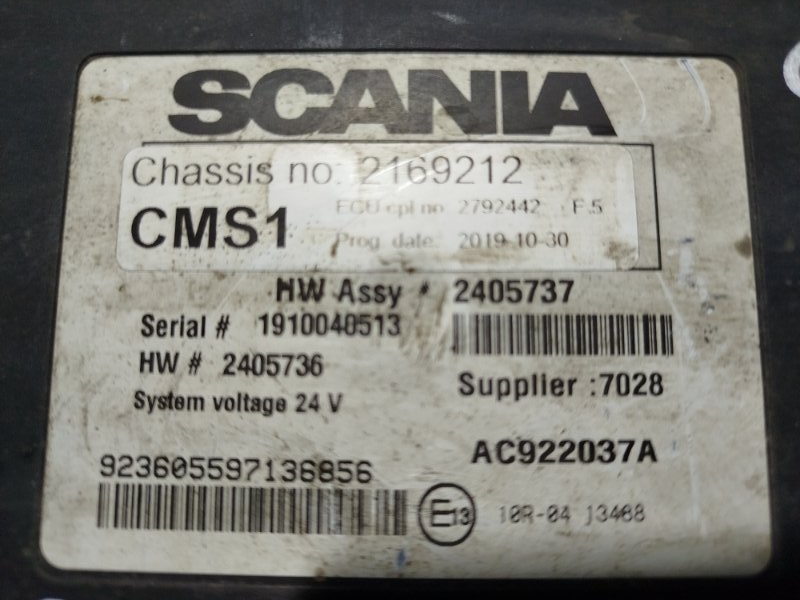 SCANIA
Chassis no: 2169212
CMS1
ECU cpl no 2792442 F.5
Prog date: 2019-10-30
HW Assy # 2405737
Serial # 1910040513
HW # 2405736
Supplier :7028
System voltage 24 V
AC922037A
923605597136856
E13 10R-04 13468